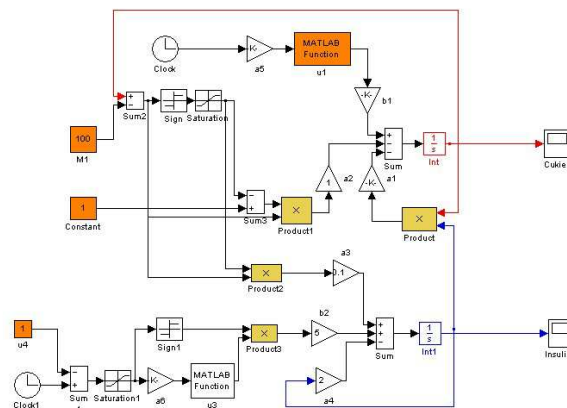 Clock
K-
a5
MATLAB
Function
u1
-K-
b1
Sum2
Sign
Saturation
100
M1
1
a2
Sum
1
s
Int
Cukie
-K-
a1
1
Constant
Sum3
×
Product1
×
Product
a3
0.1
×
Product2
1
u4
Sign1
×
Product3
b2
5
Sum
1
s
Int1
Insuli
Clock1
Sum
Saturation1
K-
a6
MATLAB
Function
u3
2
a4